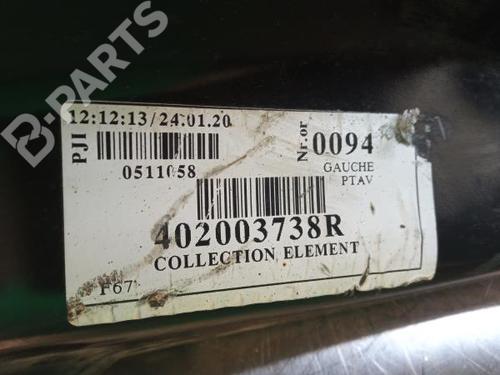 B-PARTS
12:12:13/24.01.20
PJI
0511058
Nr.or
0094
GAUCHE
PTAV
402003738R
COLLECTION ELEMENT
F67